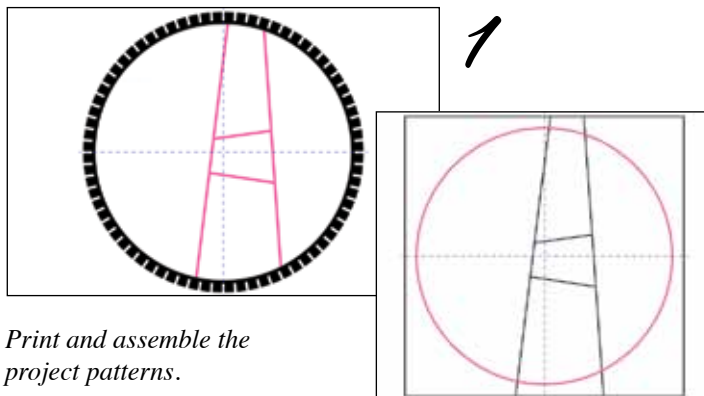 1
Print and assemble the
project patterns.